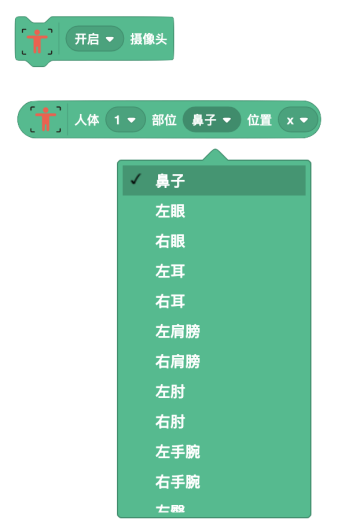 开启 摄像头
人体 1 部位 鼻子 位置 x
鼻子
左眼
右眼
左耳
右耳
左肩膀
右肩膀
左肘
右肘
左手腕
右手腕